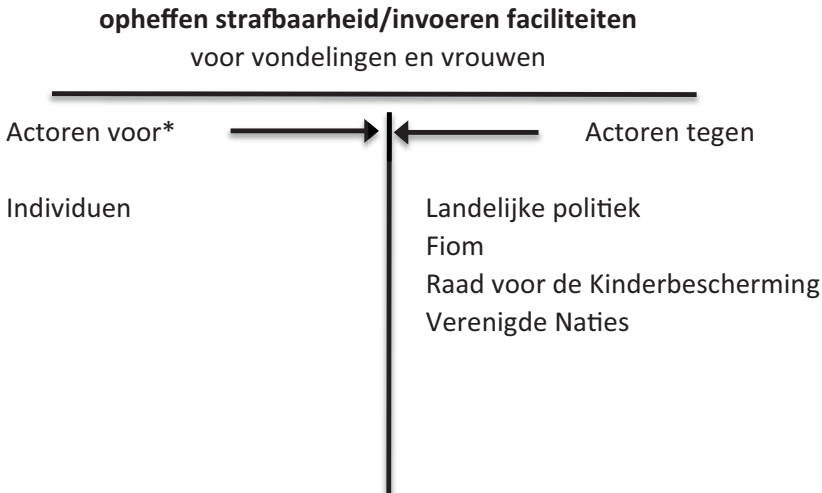 opheffen strafbaarheid/invoeren faciliteiten
voor vondelingen en vrouwen
Actoren voor*
Actoren tegen
Individuen
Landelijke politiek
Fiom
Raad voor de Kinderbescherming
Verenigde Naties